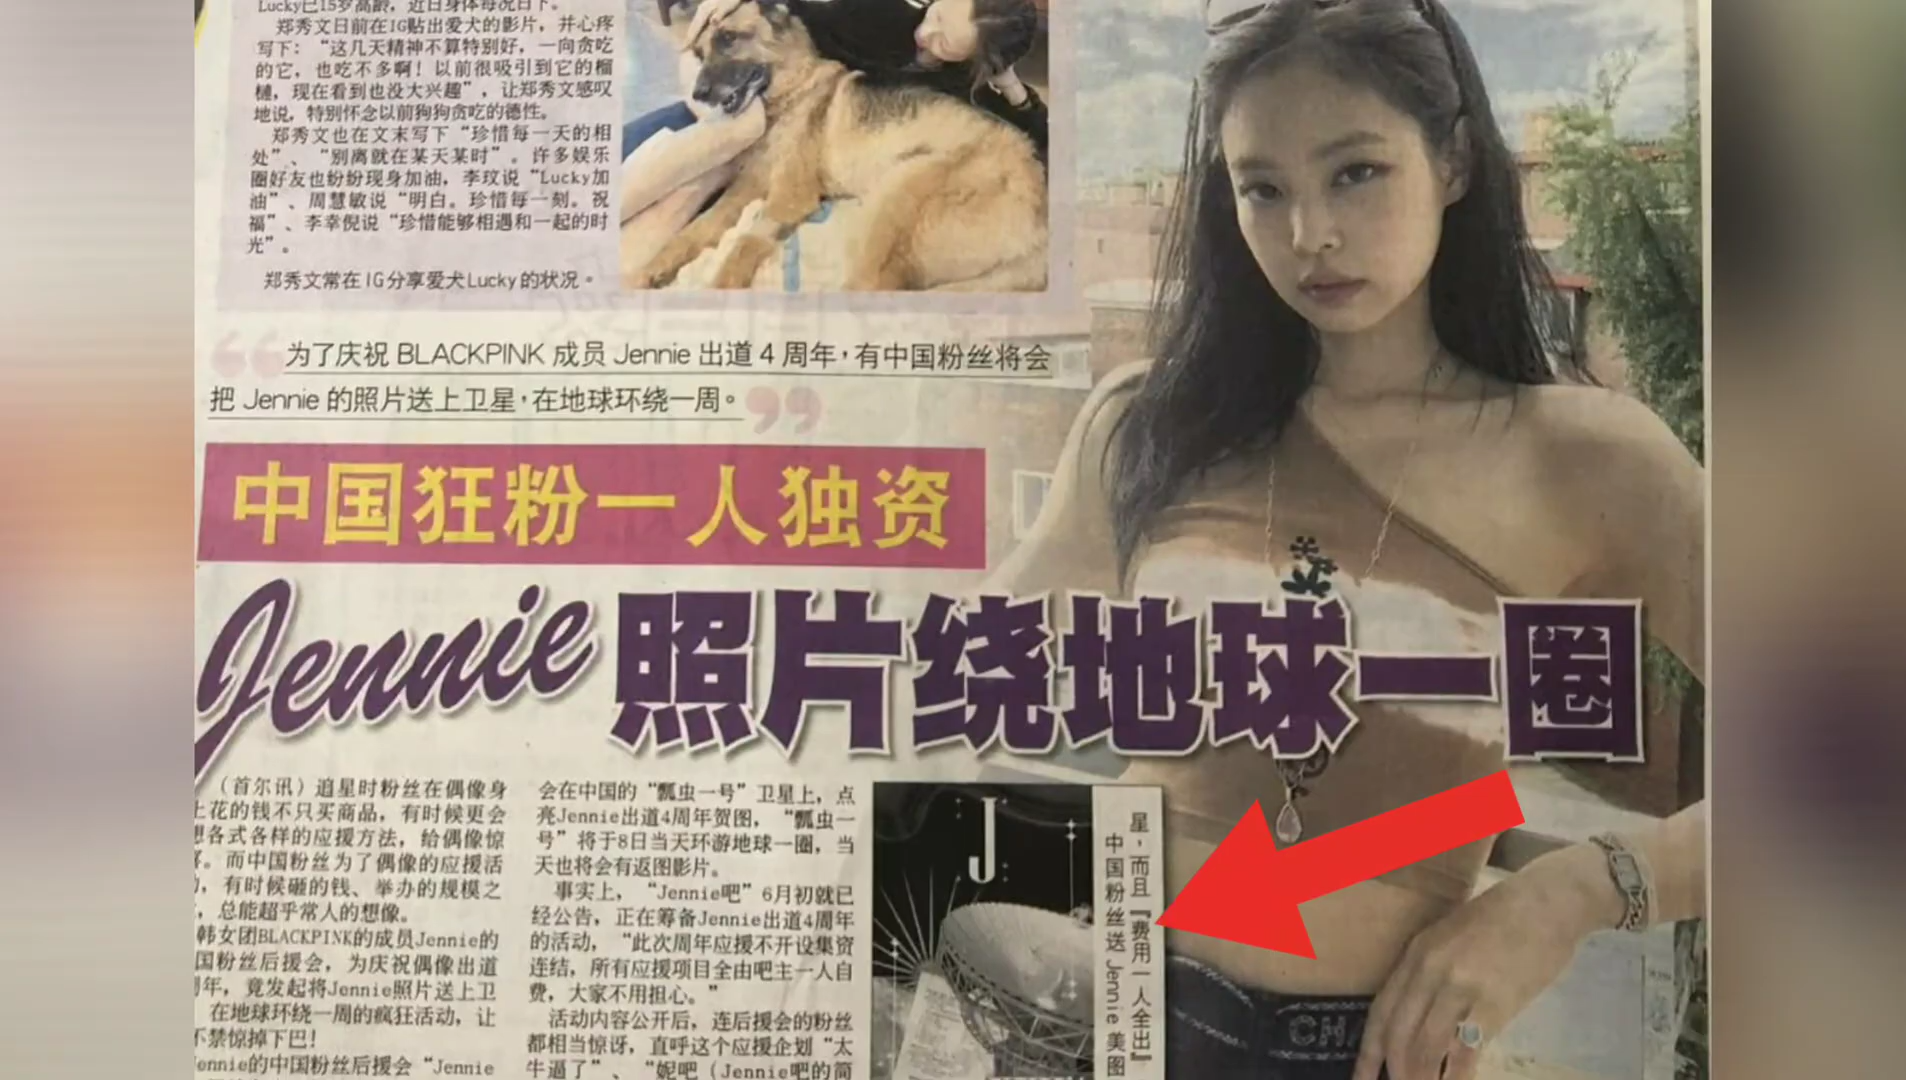 Lucky已15岁高龄，近日身体每况日下。
郑秀文日前在IG贴出爱犬的影片，并心疼
写下：“这几天精神不算特别好，一向贪吃
的它，也吃不多啊！以前很吸引到它的榴
梿，现在看到也没大兴趣”，让郑秀文感叹
地说，特别怀念以前狗狗贪吃的德性。
郑秀文也在文末写下“珍惜每一天的相
处”、“别离就在某天某时”。许多娱乐
圈好友也纷纷现身加油，李玟说“Lucky加
油”、周慧敏说“明白。珍惜每一刻。祝
福”、李幸倪说“珍惜能够相遇和一起的时
光”。
郑秀文常在IG分享爱犬Lucky的状况。
“为了庆祝 BLACKPINK 成员 Jennie 出道 4 周年，有中国粉丝将会
把 Jennie 的照片送上卫星，在地球环绕一周。”
中国狂粉一人独资
Jennie照片绕地球一圈
（首尔讯）追星时粉丝在偶像身
上花的钱不只买商品，有时候更会
想各式各样的应援方法，给偶像惊
。而中国粉丝为了偶像的应援活
，有时候砸的钱、举办的规模之
，总能超乎常人的想像。
韩女团BLACKPINK的成员Jennie的
国粉丝后援会，为庆祝偶像出道
周年，竟发起将Jennie照片送上卫
在地球环绕一周的疯狂活动，让
不禁惊掉下巴！
Jennie的中国粉丝后援会“Jennie
会在中国的“瓢虫一号”卫星上，点
亮Jennie出道4周年贺图，“瓢虫一
号”将于8日当天环游地球一圈，当
天也将会有返图影片。
事实上，“Jennie吧”6月初就已
经公告，正在筹备Jennie出道4周年
的活动，“此次周年应援不开设集资
连结，所有应援项目全由吧主一人自
费，大家不用担心。”
活动内容公开后，连后援会的粉丝
都相当惊讶，直呼这个应援企划“太
牛逼了”、“妮吧（Jennie吧的简
J
中国粉丝送 Jennie 美图
星，而且『费用一人全出』
CHA